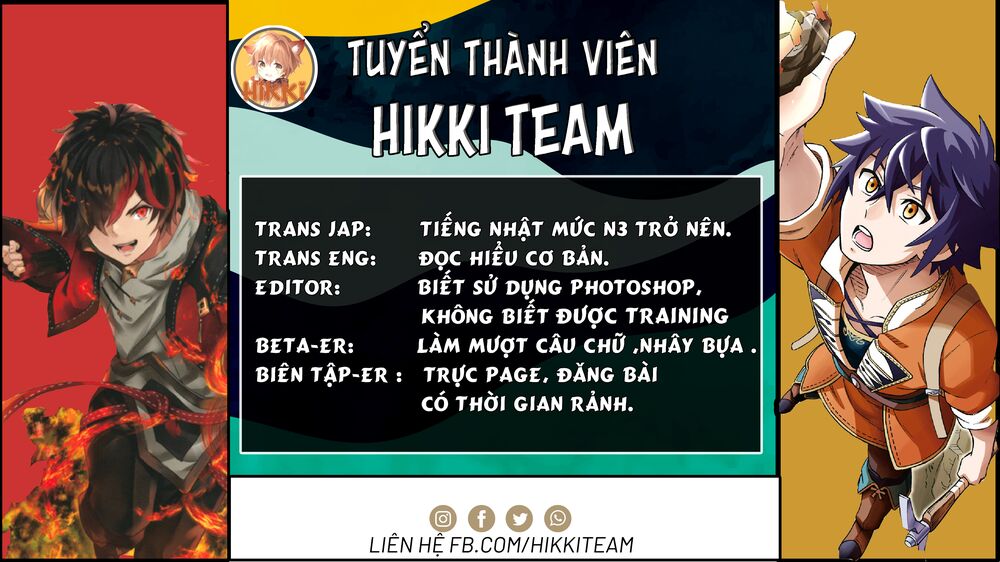 HIKKI
TUYỂN THÀNH VIÊN
HIKKI TEAM
TRANS JAP: TIẾNG NHẬT MỨC N3 TRỞ NÊN.
TRANS ENG: ĐỌC HIỂU CƠ BẢN.
EDITOR: BIẾT SỬ DỤNG PHOTOSHOP,
KHÔNG BIẾT ĐƯỢC TRAINING
BETA-ER: LÀM MƯỢT CÂU CHỮ ,NHÂY BỰA .
BIÊN TẬP-ER : TRỰC PAGE, ĐĂNG BÀI
CÓ THỜI GIAN RẢNH.
LIÊN HỆ FB.COM/HIKKITEAM